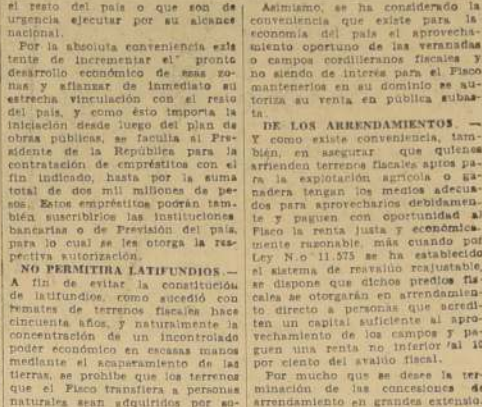 el resto del país o que son de
urgencia ejecutar por su alcance
nacional.
Por la absoluta conveniencia exis
tente de incrementar el" pronto
desarrollo económico de esas zo-
nas y afianzar de inmediato su
estrecha vinculación con el resto
del país, y como ésto importa la
iniciación desde luego del plan de
obras públicas, se faculta al Pre-
sidente de la República para la
contratación de empréstitos con el
fin indicado, hasta por la suma
total de dos mil millones de pe-
sos. Estos empréstitos podrán tam-
bién suscribirlos las instituciones
bancarias o de Previsión del país,
para lo cual se les otorga la res-
pectiva autorización.
NO PERMITIRA LATIFUNDIOS.—
A fin de evitar la constitución
de latifundios, como sucedió con
remates de terrenos fiscales hace
cincuenta años, y naturalmente la
concentración de un incontrolado
poder económico en escasas manos
mediante el acaparamiento de las
tierras, se prohibe que los terrenos
que el Fisco transfiera a personas
naturales sean adquiridos por so-
Asimismo, se ha considerado la
conveniencia que existe para la
economía del país el aprovecha-
miento oportuno de las veranadas
o campos cordilleranos fiscales y
no siendo de interés para el Fisco
mantenerlos en su dominio se au-
toriza su venta en pública subas-
ta.
DE LOS ARRENDAMIENTOS. —
Y como existe conveniencia, tam-
bién, en asegurar que quienes
arrienden terrenos fiscales aptos pa-
ra la explotación agrícola o ga-
nadera tengan los medios adecua-
dos para aprovecharlos debidamen-
te y paguen con oportunidad al
Fisco la renta justa y económica-
mente razonable, más cuando por
Ley N.o 11.575 se ha establecido
el sistema de reavalúo reajustable,
se dispone que dichos predios fis-
cales se otorgarán en arrendamien-
to directo a personas que acredi-
ten un capital suficiente al apro-
vechamiento de los campos y pa-
guen una renta no inferior al 10
por ciento del avalúo fiscal.
Por mucho que se desee la ter-
minación de las concesiones de
arrendamiento en grandes extensio-